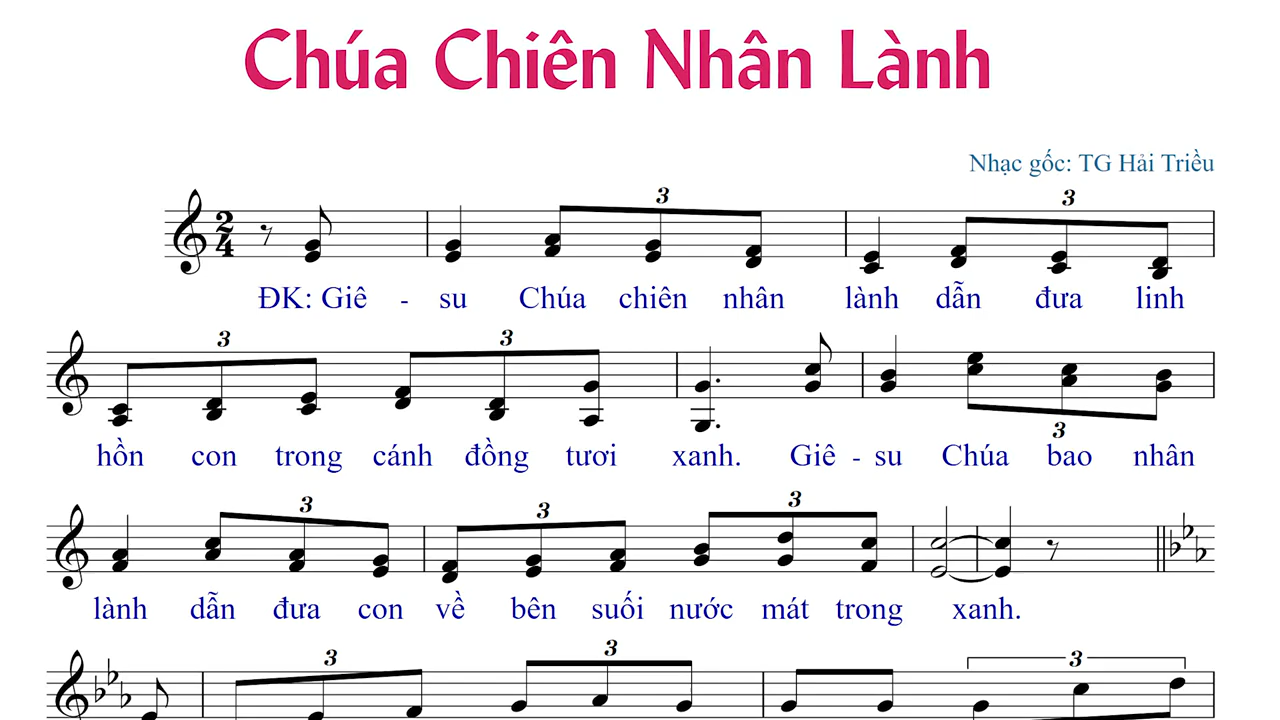 Chúa Chiên Nhân Lành
Nhạc gốc: TG Hải Triều
3 3
2
4
ĐK: Giê - su Chúa chiên nhân lành dẫn đưa linh
3 3
3
hồn con trong cánh đồng tươi xanh. Giê - su Chúa bao nhân
3 3 3
lành dẫn đưa con về bên suối nước mát trong xanh.
3 3 3